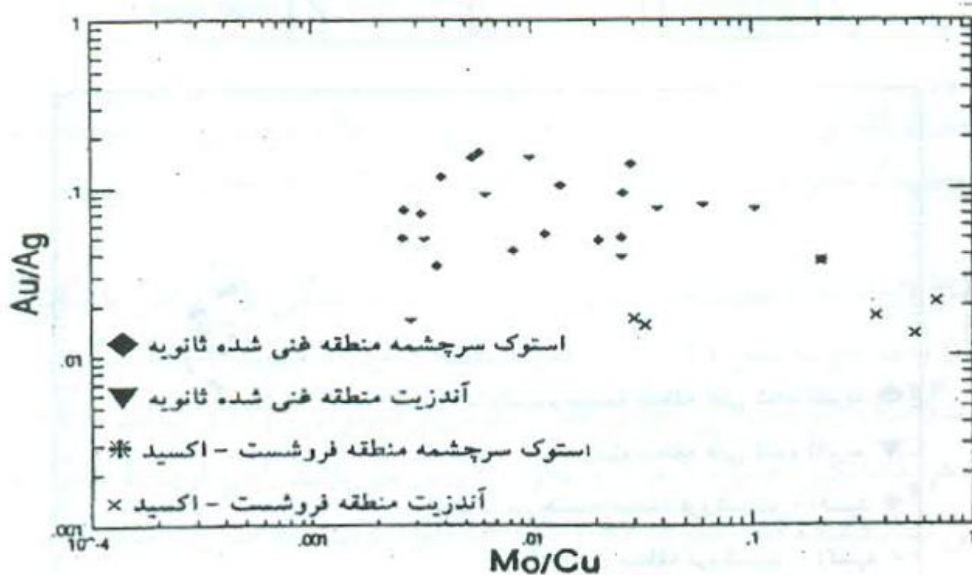 1
.1
Au/Ag
.01
استوک سرچشمه منطقه غنی شده ثانویه
آندزیت منطقه غنی شده ثانویه
استوک سرچشمه منطقه فروشست - اکسید
آندزیت منطقه فروشست - اکسید
.001
10⁻⁴ .001 .01 .1 1
Mo/Cu